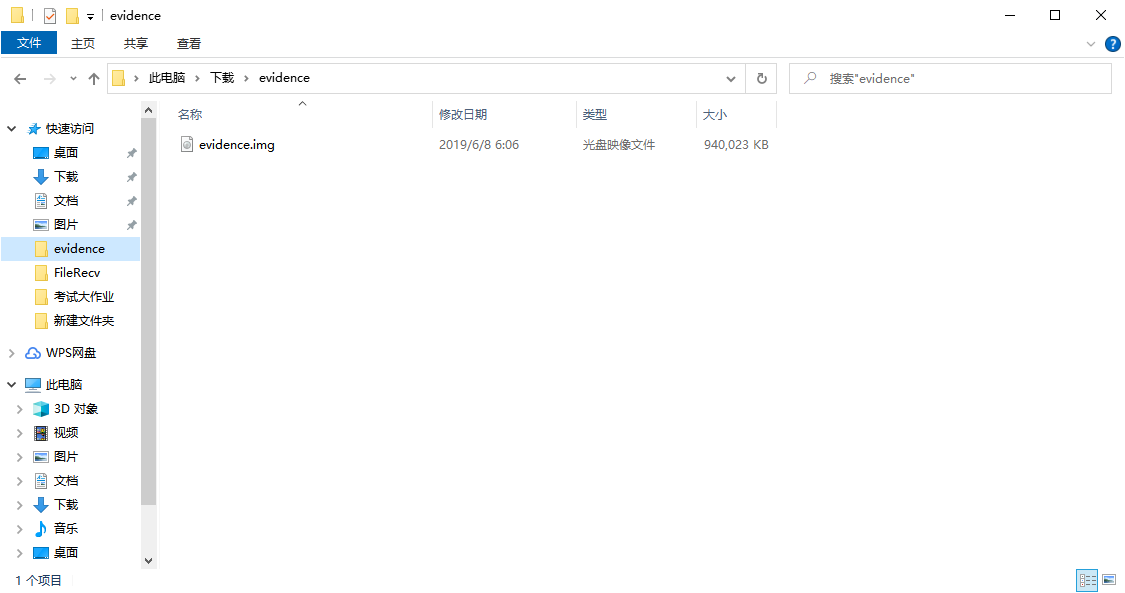 evidence
文件 主页 共享 查看
此电脑 下载 evidence 搜索"evidence"
名称 修改日期 类型 大小
evidence.img 2019/6/8 6:06 光盘映像文件 940,023 KB
快速访问
桌面
下载
文档
图片
evidence
FileRecv
考试大作业
新建文件夹
WPS网盘
此电脑
3D 对象
视频
图片
文档
下载
音乐
桌面
1 个项目